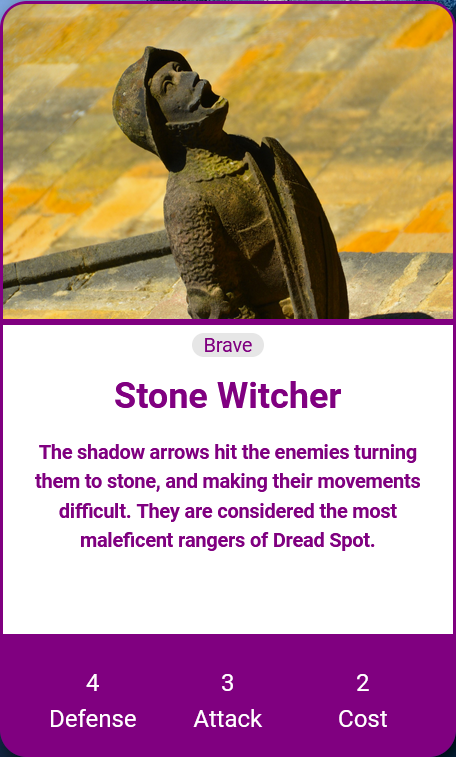 Brave
Stone Witcher
The shadow arrows hit the enemies turning
them to stone, and making their movements
difficult. They are considered the most
maleficent rangers of Dread Spot.
4 3 2
Defense Attack Cost